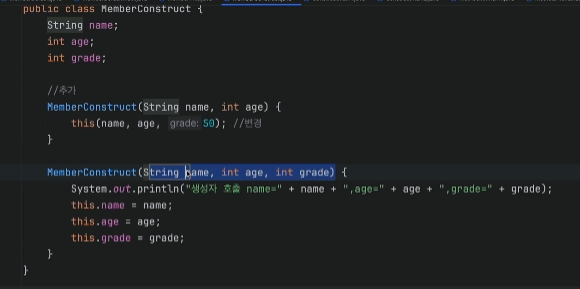 public class MemberConstruct {
String name;
int age;
int grade;
//추가
MemberConstruct(String name, int age) {
this(name, age, grade: 50); //변경
}
MemberConstruct(String name, int age, int grade) {
System.out.println("생성자 호출 name=" + name + ",age=" + age + ",grade=" + grade);
this.name = name;
this.age = age;
this.grade = grade;
}
}